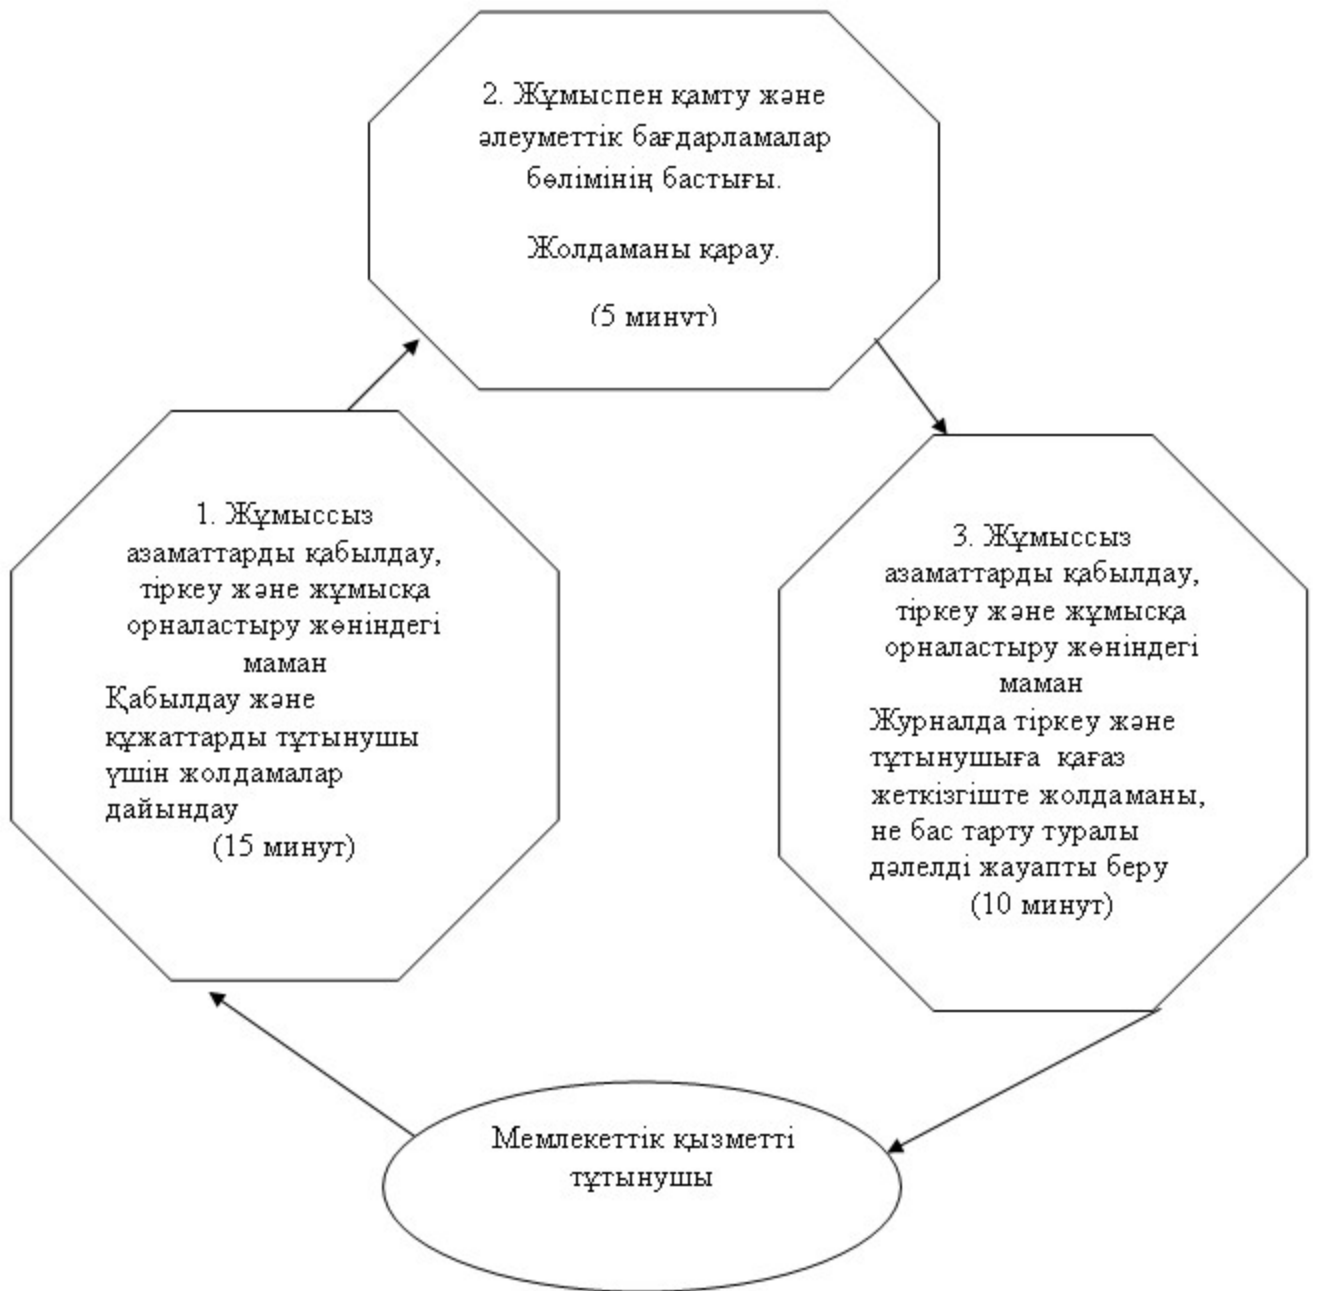 2. Жұмыспен қамту және
әлеуметтік бағдарламалар
бөлімінің бастығы.
Жолдаманы қарау.
(5 минут)
1. Жұмыссыз
азаматтарды қабылдау,
тіркеу және жұмысқа
орналастыру жөніндегі
маман
Қабылдау және
құжаттарды тұтынушы
үшін жолдамалар
дайындау
(15 минут)
3. Жұмыссыз
азаматтарды қабылдау,
тіркеу және жұмысқа
орналастыру жөніндегі
маман
Журналда тіркеу және
тұтынушыға қағаз
жеткізгіште жолдаманы,
не бас тарту туралы
дәлелді жауапты беру
(10 минут)
Мемлекеттік қызметті
тұтынушы